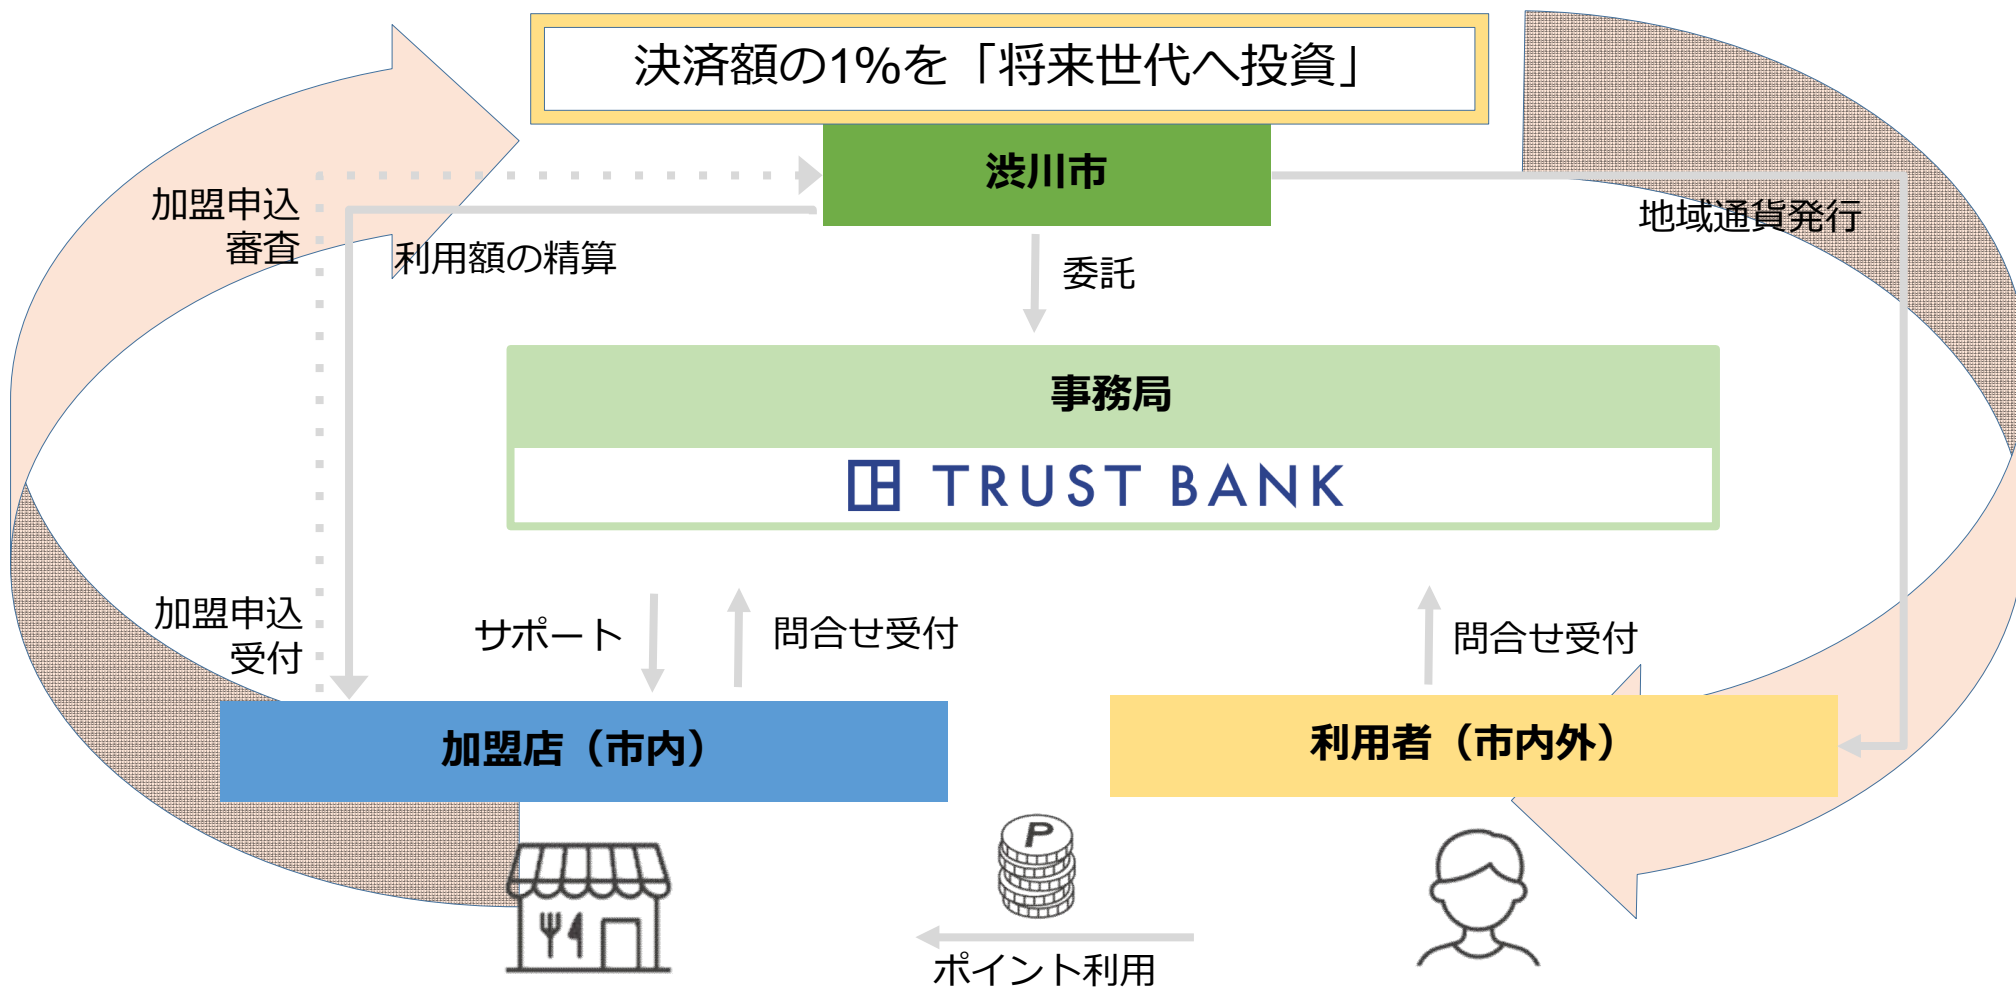 決済額の1%を「将来世代へ投資」
渋川市
加盟申込
審査
利用額の精算
地域通貨発行
委託
事務局
TRUST BANK
加盟申込
受付
サポート
問合せ受付
問合せ受付
加盟店（市内）
利用者（市内外）
P
ポイント利用